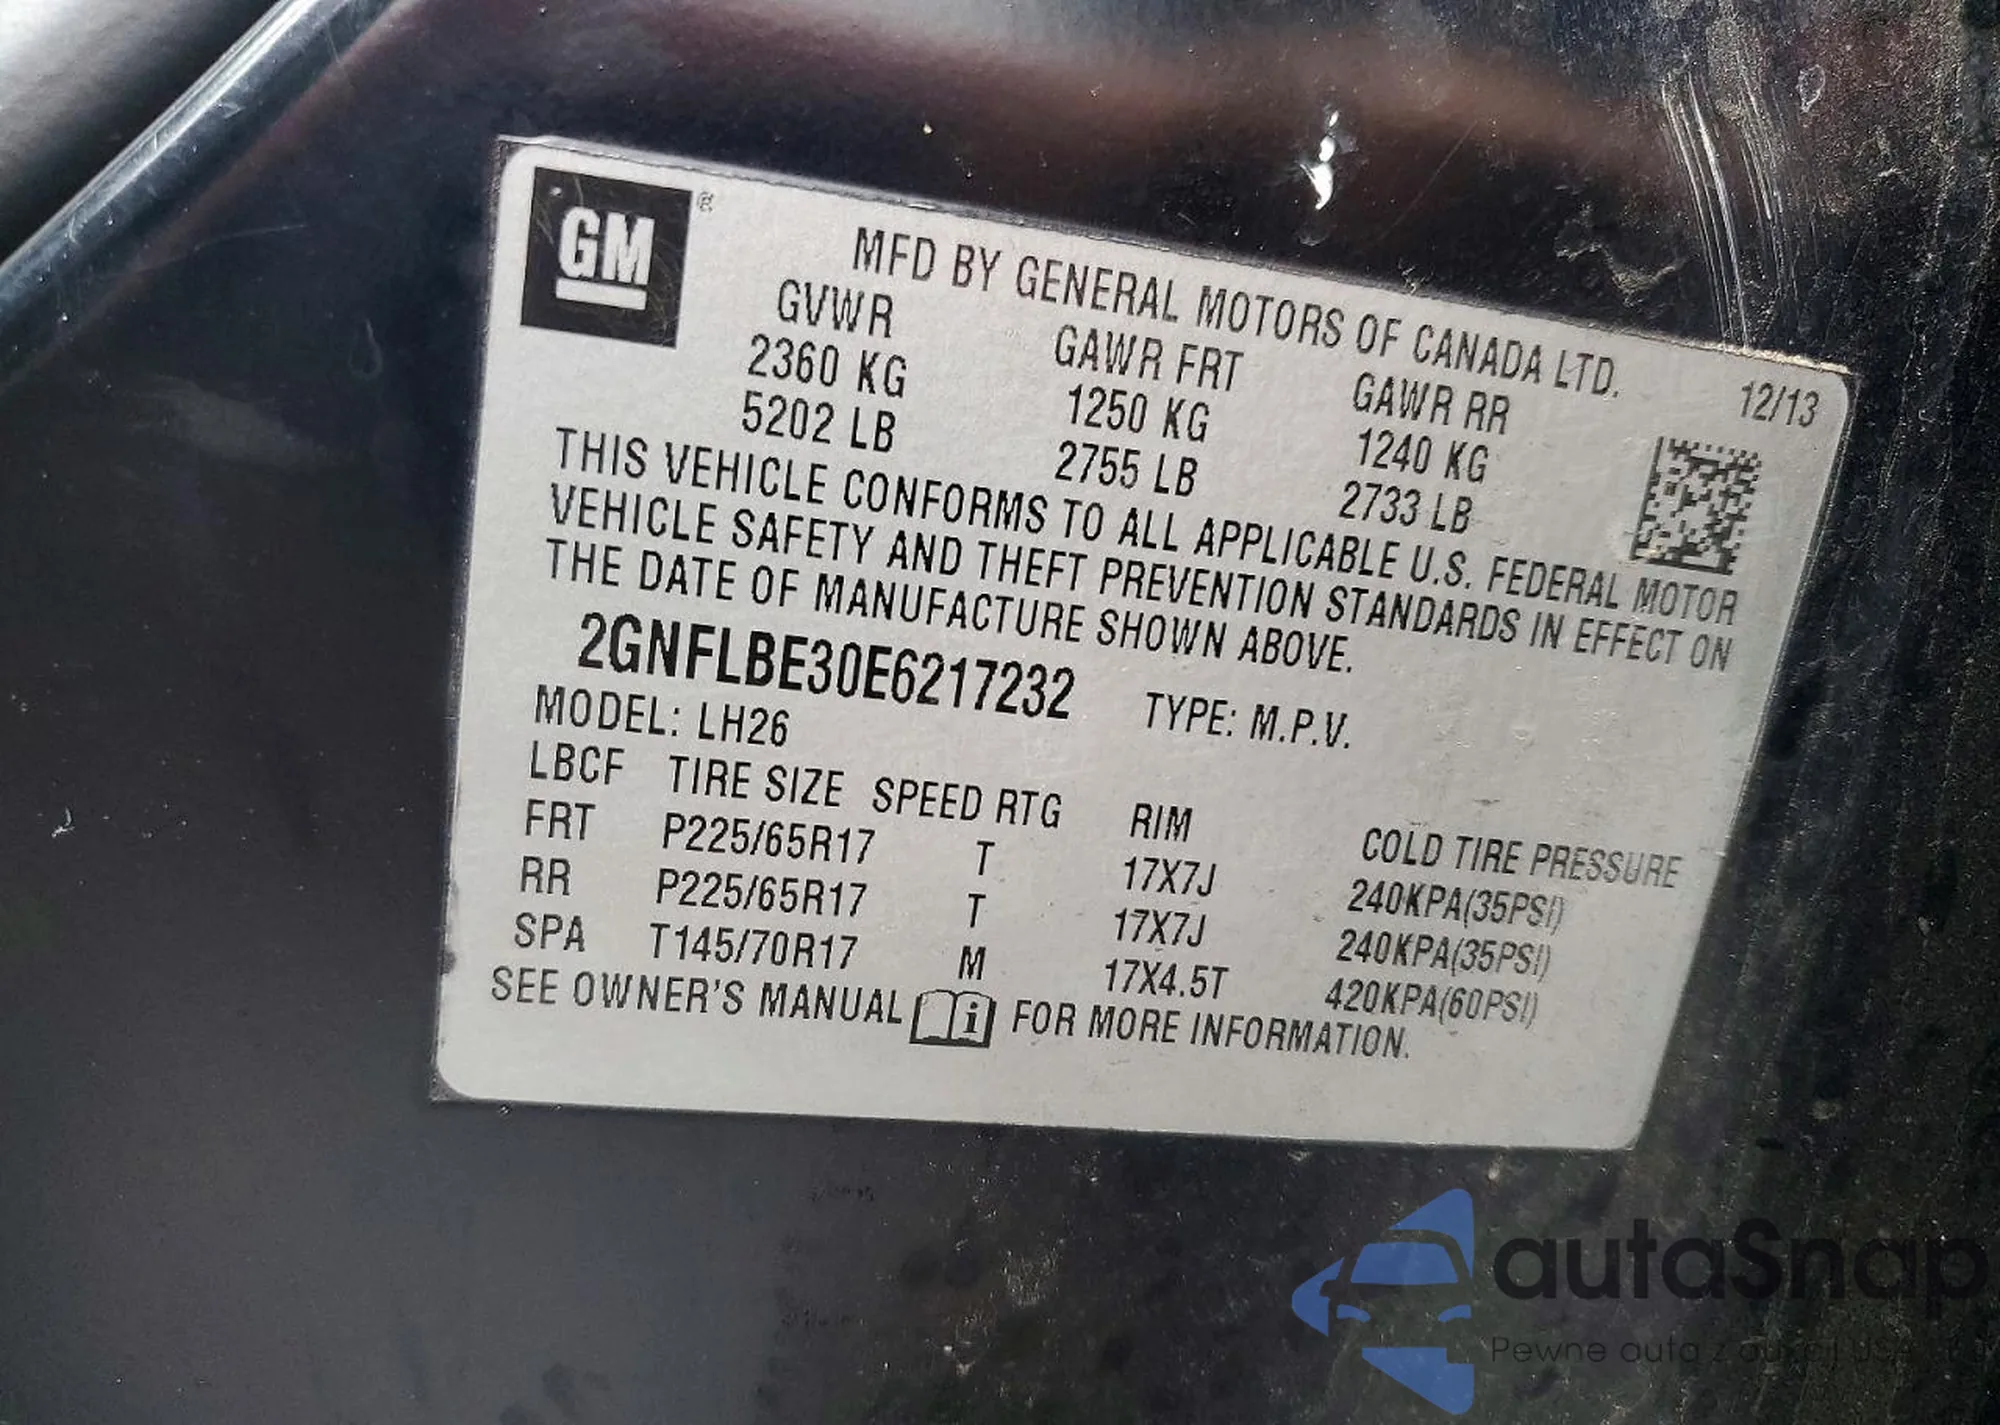 GM ®
MFD BY GENERAL MOTORS OF CANADA LTD.
GVWR GAWR FRT GAWR RR 12/13
2360 KG 1250 KG 1240 KG
5202 LB 2755 LB 2733 LB
THIS VEHICLE CONFORMS TO ALL APPLICABLE U.S. FEDERAL MOTOR
VEHICLE SAFETY AND THEFT PREVENTION STANDARDS IN EFFECT ON
THE DATE OF MANUFACTURE SHOWN ABOVE.
2GNFLBE30E6217232 TYPE: M.P.V.
MODEL: LH26
LBCF TIRE SIZE SPEED RTG RIM COLD TIRE PRESSURE
FRT P225/65R17 T 17X7J 240KPA(35PSI)
RR P225/65R17 T 17X7J 240KPA(35PSI)
SPA T145/70R17 M 17X4.5T 420KPA(60PSI)
SEE OWNER'S MANUAL i FOR MORE INFORMATION.
autaSnap
Pewne auta z aukcji USA